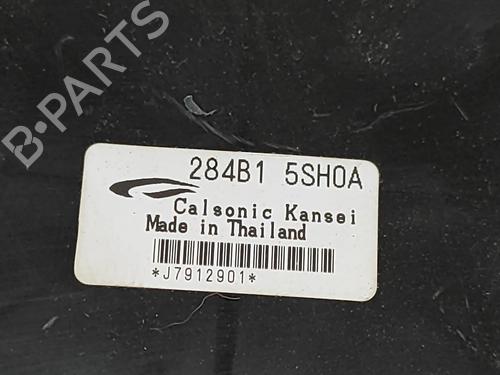 B-PARTS
284B1 5SH0A
Calsonic Kansei
Made in Thailand
*J7912901*